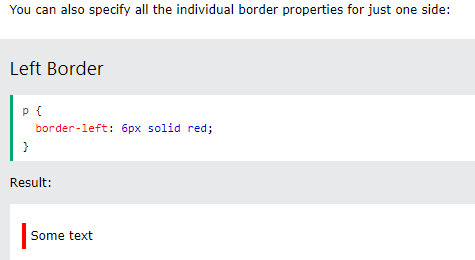 You can also specify all the individual border properties for just one side:
Left Border
p {
  border-left: 6px solid red;
}
Result:
Some text